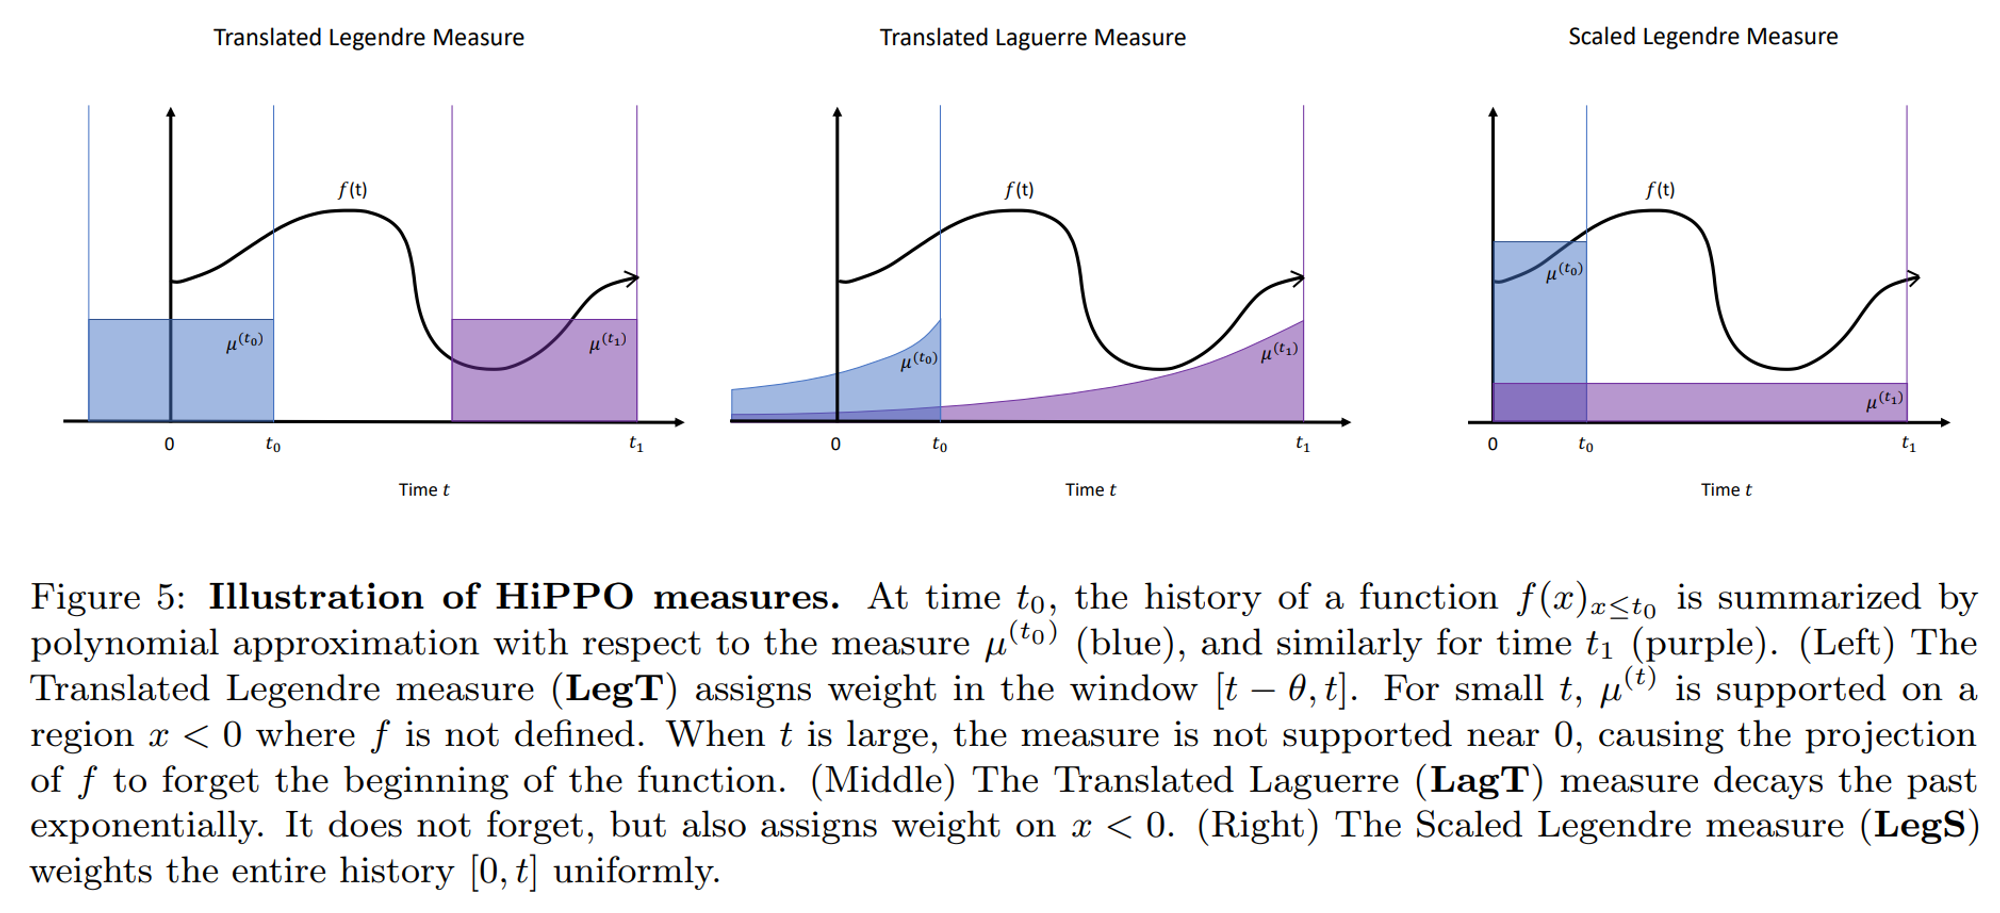 Translated Legendre Measure
Translated Laguerre Measure
Scaled Legendre Measure
f(t)
μ^(t₀)
μ^(t₁)
0
t₀
t₁
Time t
f(t)
μ^(t₀)
μ^(t₁)
0
t₀
t₁
Time t
f(t)
μ^(t₀)
μ^(t₁)
0
t₀
t₁
Time t
Figure 5: Illustration of HiPPO measures. At time t₀, the history of a function f(x)ₓ≤ₜ₀ is summarized by
polynomial approximation with respect to the measure μ^(t₀) (blue), and similarly for time t₁ (purple). (Left) The
Translated Legendre measure (LegT) assigns weight in the window [t − θ, t]. For small t, μ^(t) is supported on a
region x < 0 where f is not defined. When t is large, the measure is not supported near 0, causing the projection
of f to forget the beginning of the function. (Middle) The Translated Laguerre (LagT) measure decays the past
exponentially. It does not forget, but also assigns weight on x < 0. (Right) The Scaled Legendre measure (LegS)
weights the entire history [0, t] uniformly.